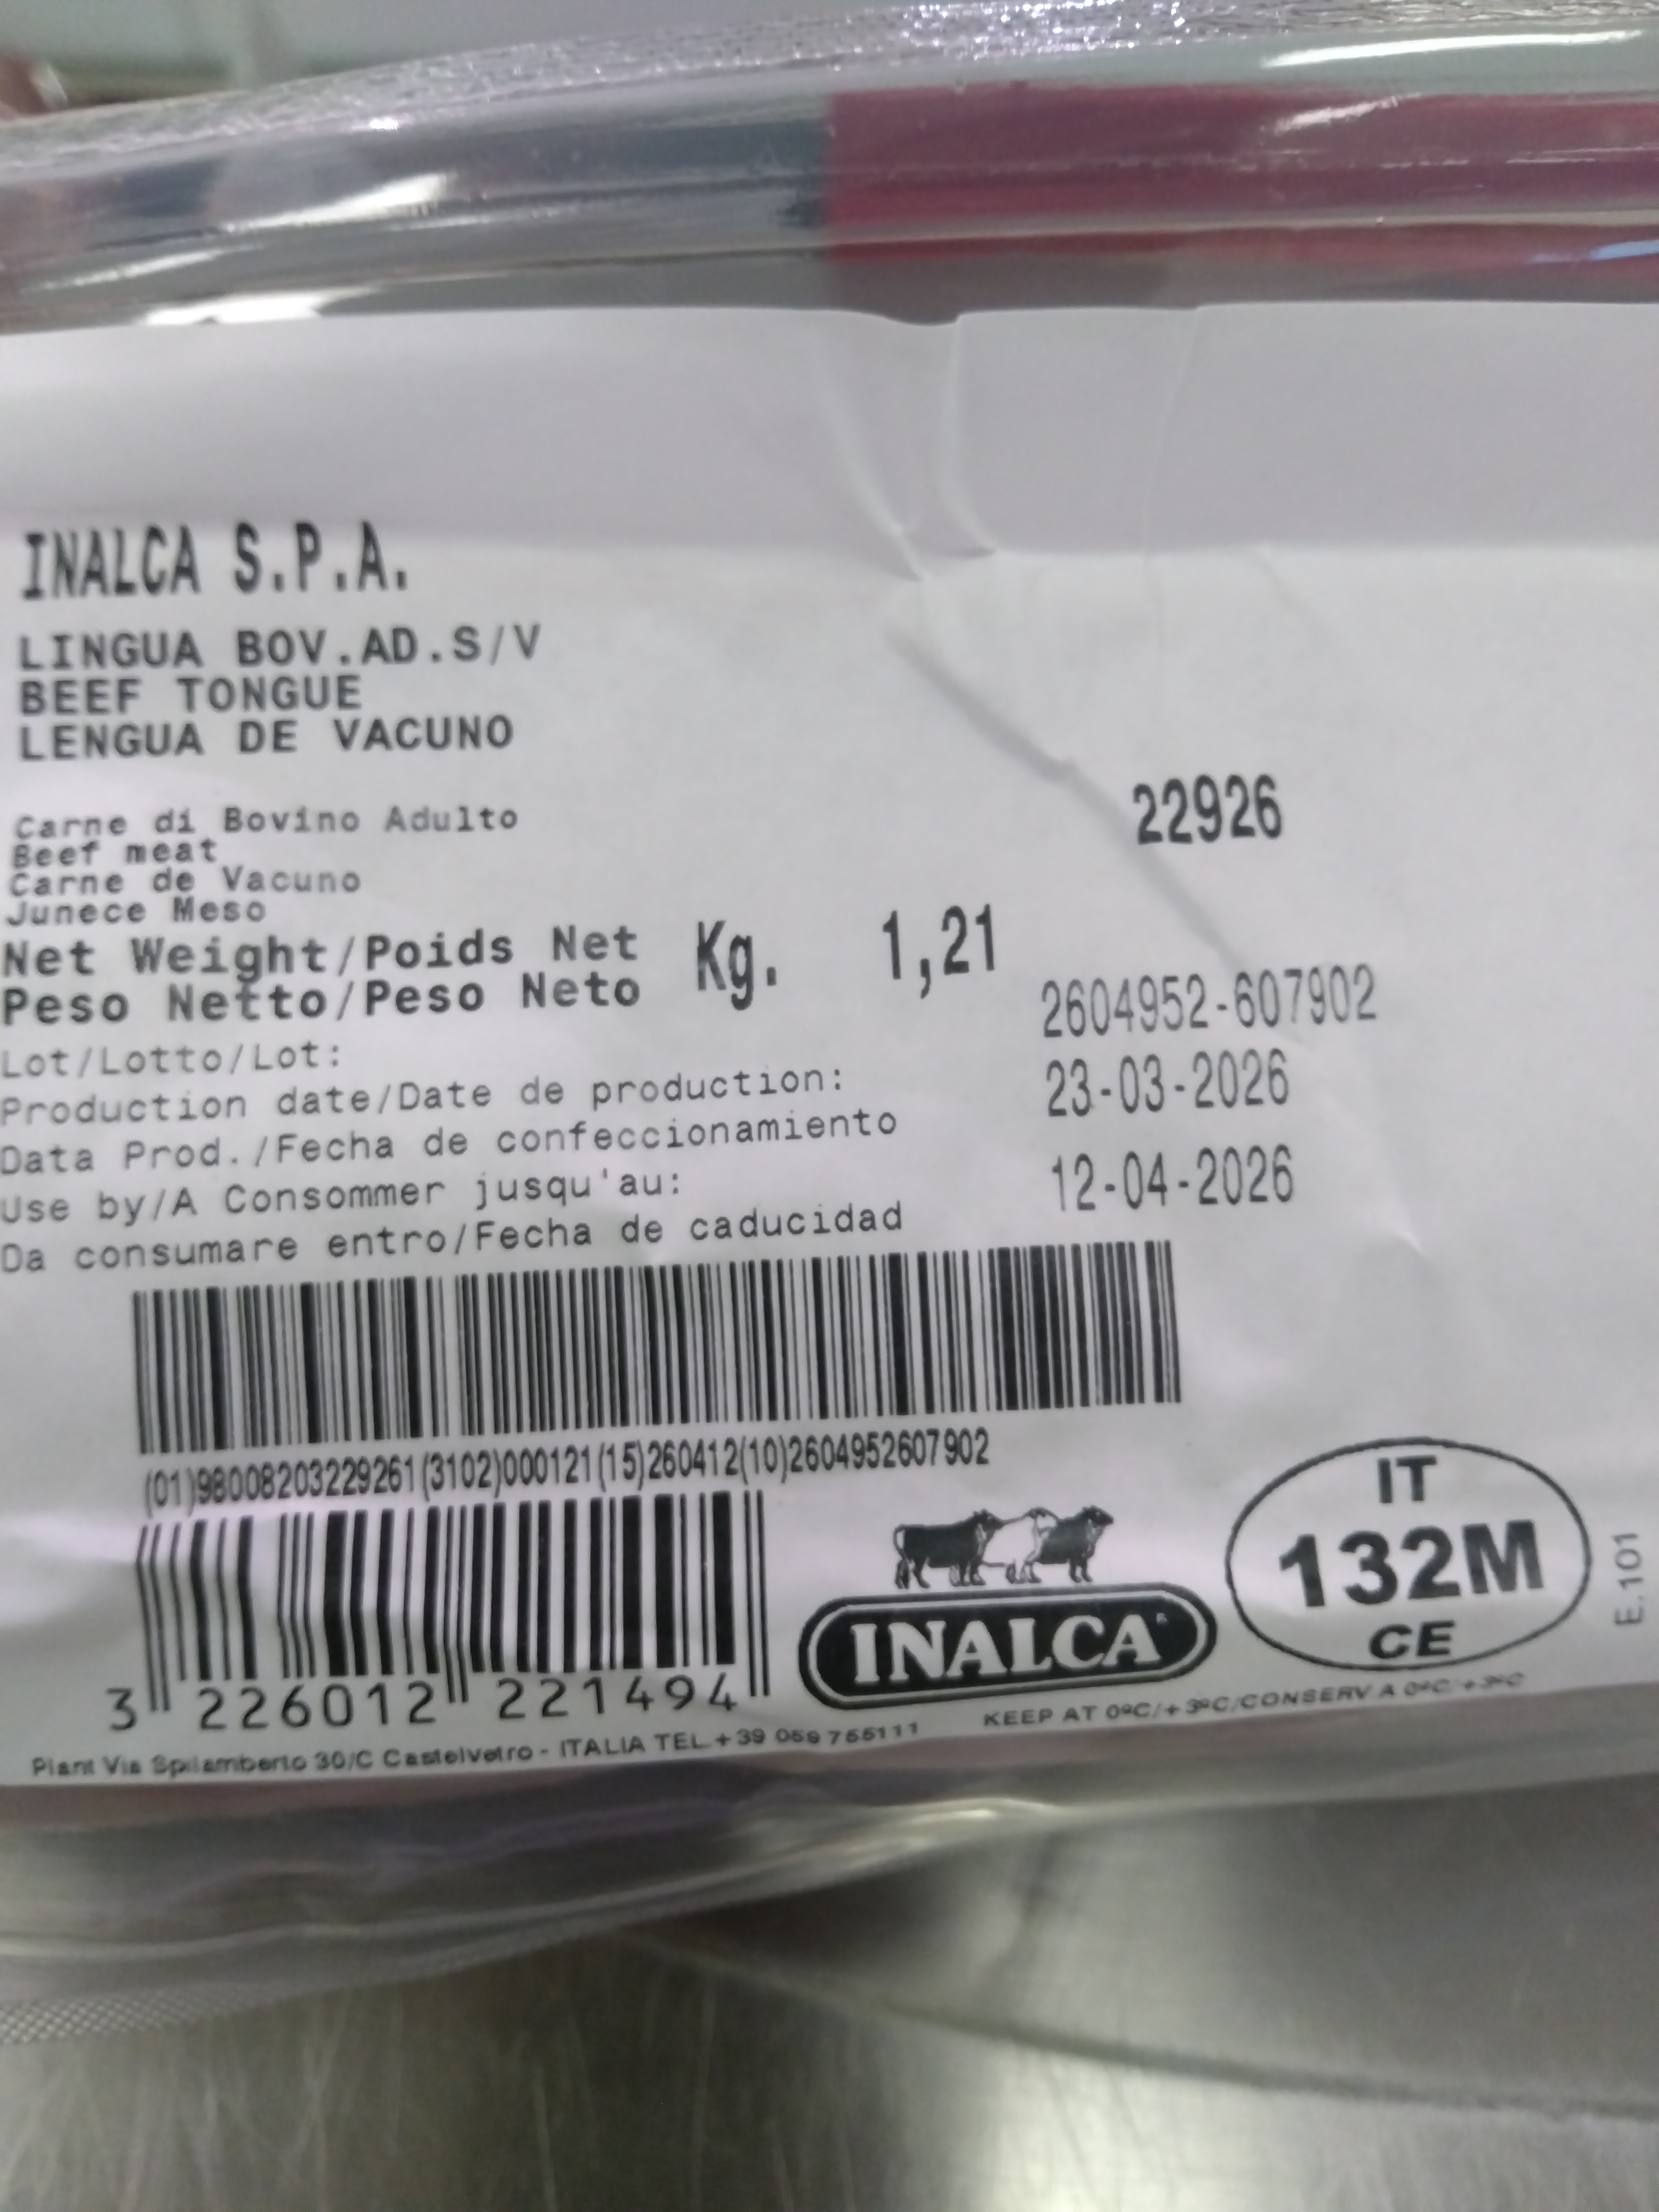 INALCA S.P.A.
LINGUA BOV.AD.S/V
BEEF TONGUE
LENGUA DE VACUNO
22926
Carne di Bovino Adulto
Beef meat
Carne de Vacuno
Junece Meso
Net Weight/Poids Net
Peso Netto/Peso Neto
Kg. 1,21
Lot/Lotto/Lot: 2604952-607902
Production date/Date de production: 23-03-2026
Data Prod./Fecha de confeccionamiento
Use by/A Consommer jusqu'au: 12-04-2026
Da consumare entro/Fecha de caducidad
(01)98008203229261(3102)000121(15)260412(10)2604952607902
3 226012 221494
INALCA
IT
132M
CE
E.101
KEEP AT 0ºC/+3ºC/CONSERV A 0ºC/+3ºC
Plant Via Spilamberto 30/C Castelvetro - ITALIA TEL.+39 059 755111